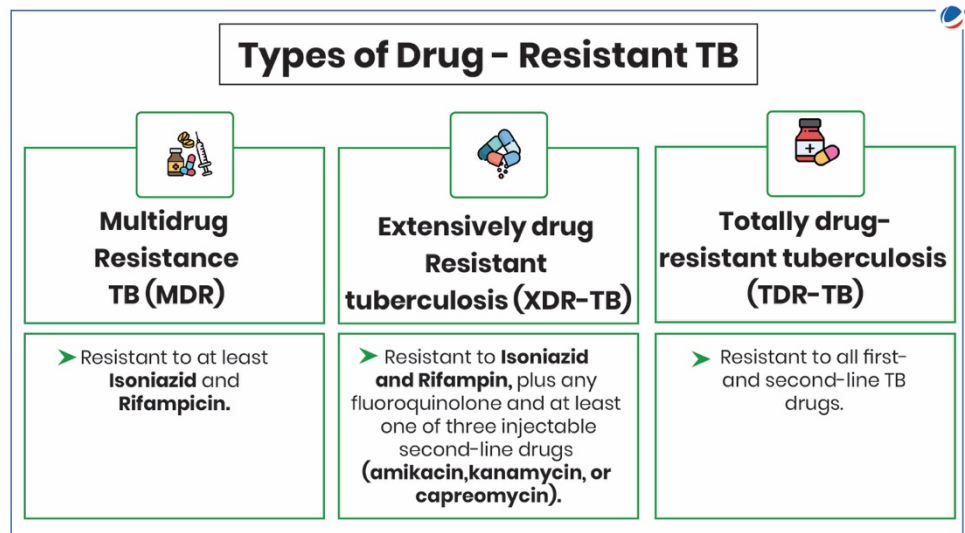 Types of Drug - Resistant TB
Multidrug
Resistance
TB (MDR)
Extensively drug
Resistant
tuberculosis (XDR-TB)
Totally drug-
resistant tuberculosis
(TDR-TB)
➤ Resistant to at least
Isoniazid and
Rifampicin.
➤ Resistant to Isoniazid
and Rifampin, plus any
fluoroquinolone and at least
one of three injectable
second-line drugs
(amikacin,kanamycin, or
capreomycin).
➤ Resistant to all first-
and second-line TB
drugs.